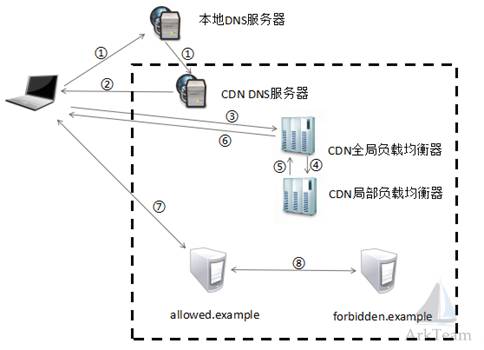 本地DNS服务器
①
①
②
CDN DNS服务器
③
⑥
CDN全局负载均衡器
⑤
④
CDN局部负载均衡器
⑦
⑧
allowed.example
forbidden.example
ArkTeam